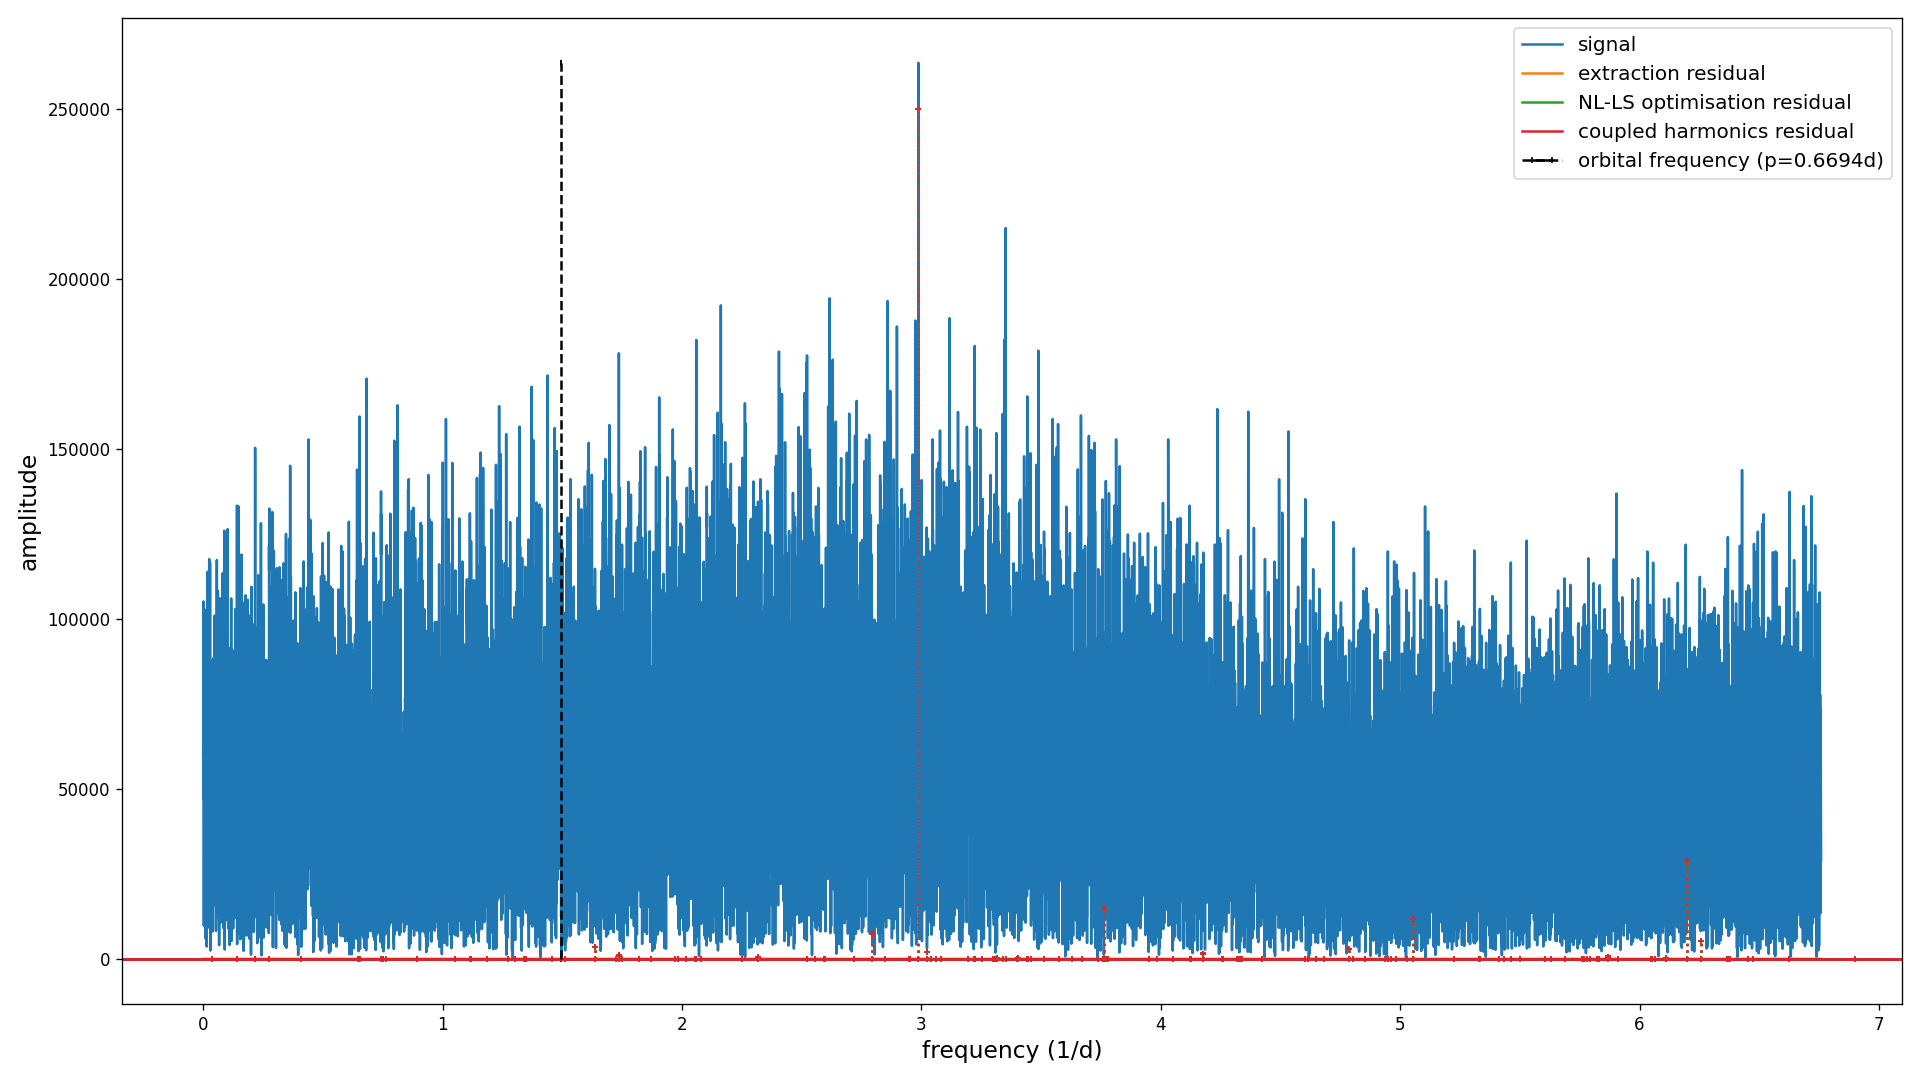 signal
extraction residual
NL-LS optimisation residual
coupled harmonics residual
orbital frequency (p=0.6694d)
amplitude
250000
200000
150000
100000
50000
0
0 1 2 3 4 5 6 7
frequency (1/d)